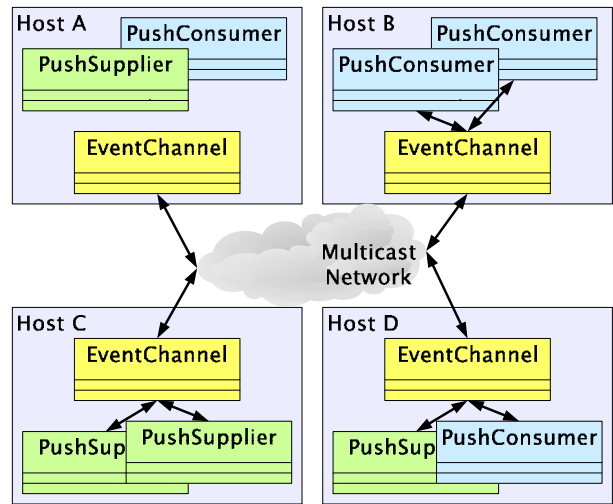 Host A
PushConsumer
PushSupplier
EventChannel
Host B
PushConsumer
PushConsumer
EventChannel
Multicast
Network
Host C
EventChannel
PushSup
PushSupplier
Host D
EventChannel
PushSup
PushConsumer